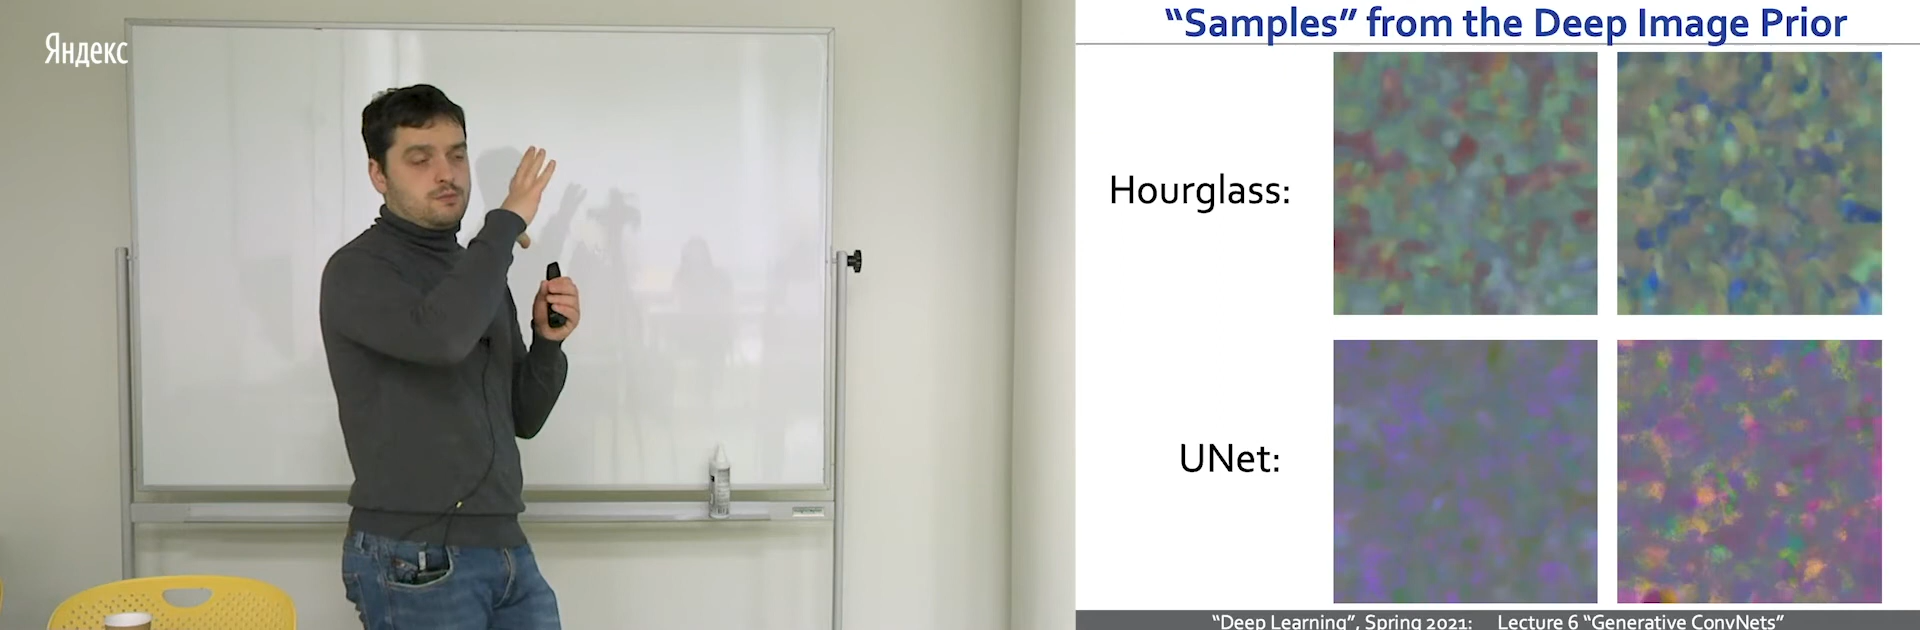 Яндекс
“Samples” from the Deep Image Prior
Hourglass:
UNet:
“Deep Learning”, Spring 2021: Lecture 6 “Generative ConvNets”